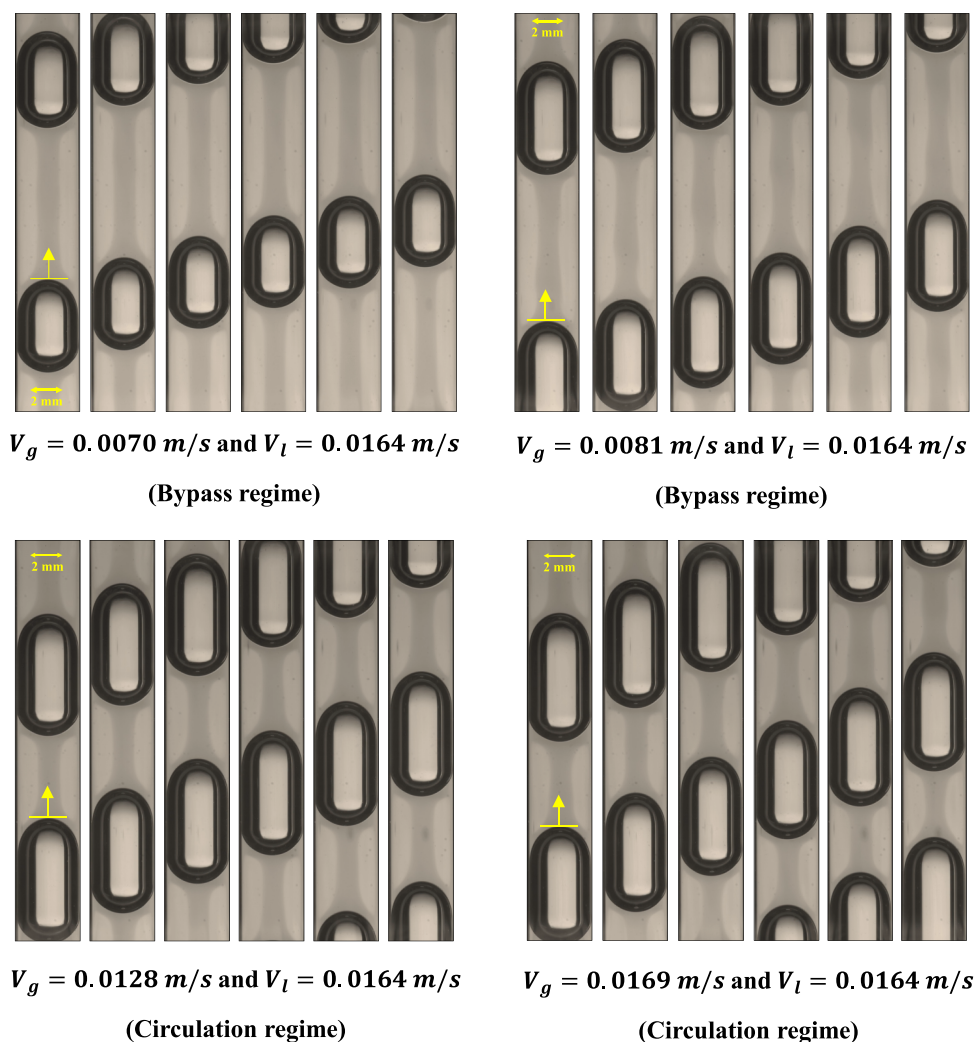 2 mm
2 mm
V_g = 0.0070 m/s and V_l = 0.0164 m/s
(Bypass regime)
V_g = 0.0081 m/s and V_l = 0.0164 m/s
(Bypass regime)
2 mm
2 mm
V_g = 0.0128 m/s and V_l = 0.0164 m/s
(Circulation regime)
V_g = 0.0169 m/s and V_l = 0.0164 m/s
(Circulation regime)